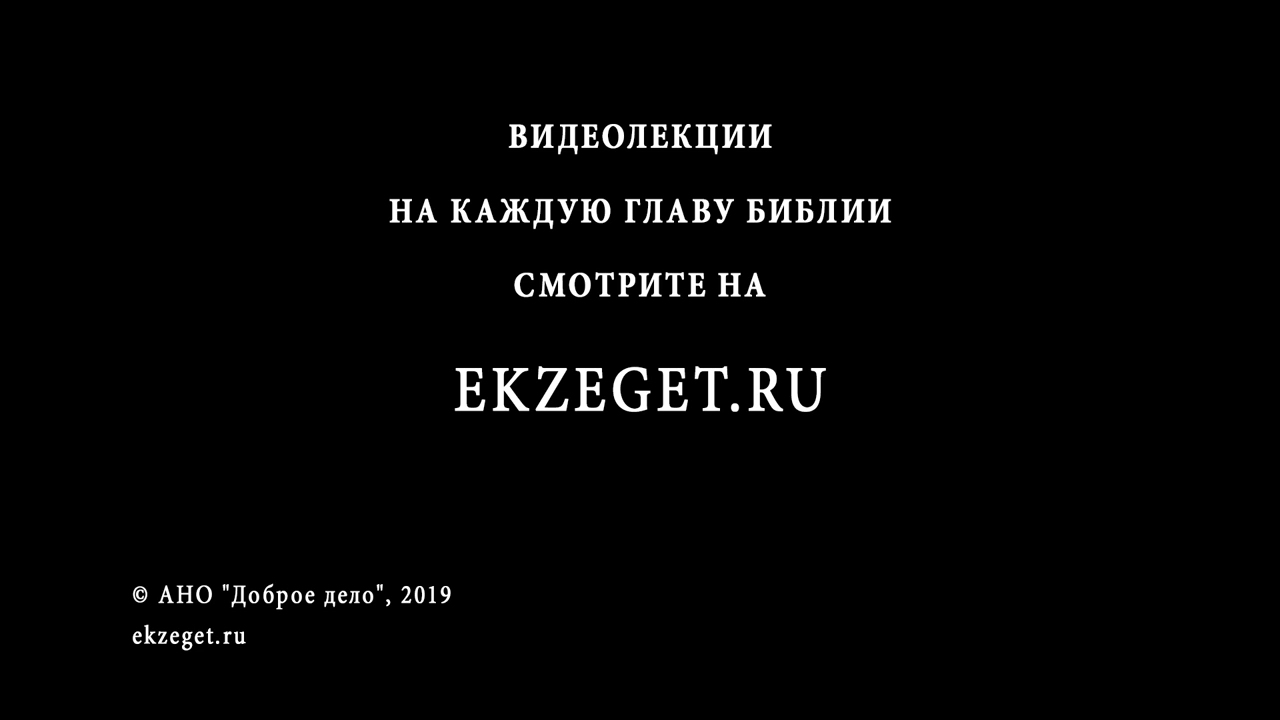 ВИДЕОЛЕКЦИИ
НА КАЖДУЮ ГЛАВУ БИБЛИИ
СМОТРИТЕ НА
EKZEGET.RU
© АНО "Доброе дело", 2019
ekzeget.ru